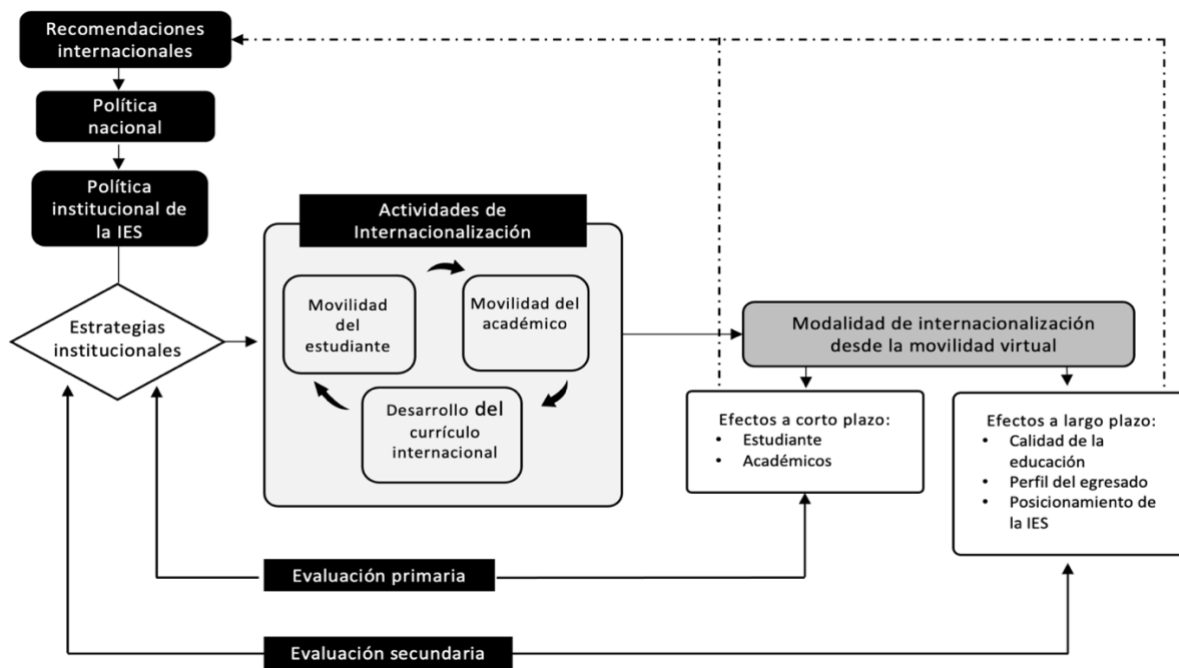 Recomendaciones
internacionales
Política
nacional
Política
institucional de
la IES
Estrategias
institucionales
Actividades de
Internacionalización
Movilidad
del
estudiante
Movilidad del
académico
Desarrollo del
currículo
internacional
Modalidad de internacionalización
desde la movilidad virtual
Efectos a corto plazo:
• Estudiante
• Académicos
Efectos a largo plazo:
• Calidad de la
educación
• Perfil del egresado
• Posicionamiento de
la IES
Evaluación primaria
Evaluación secundaria